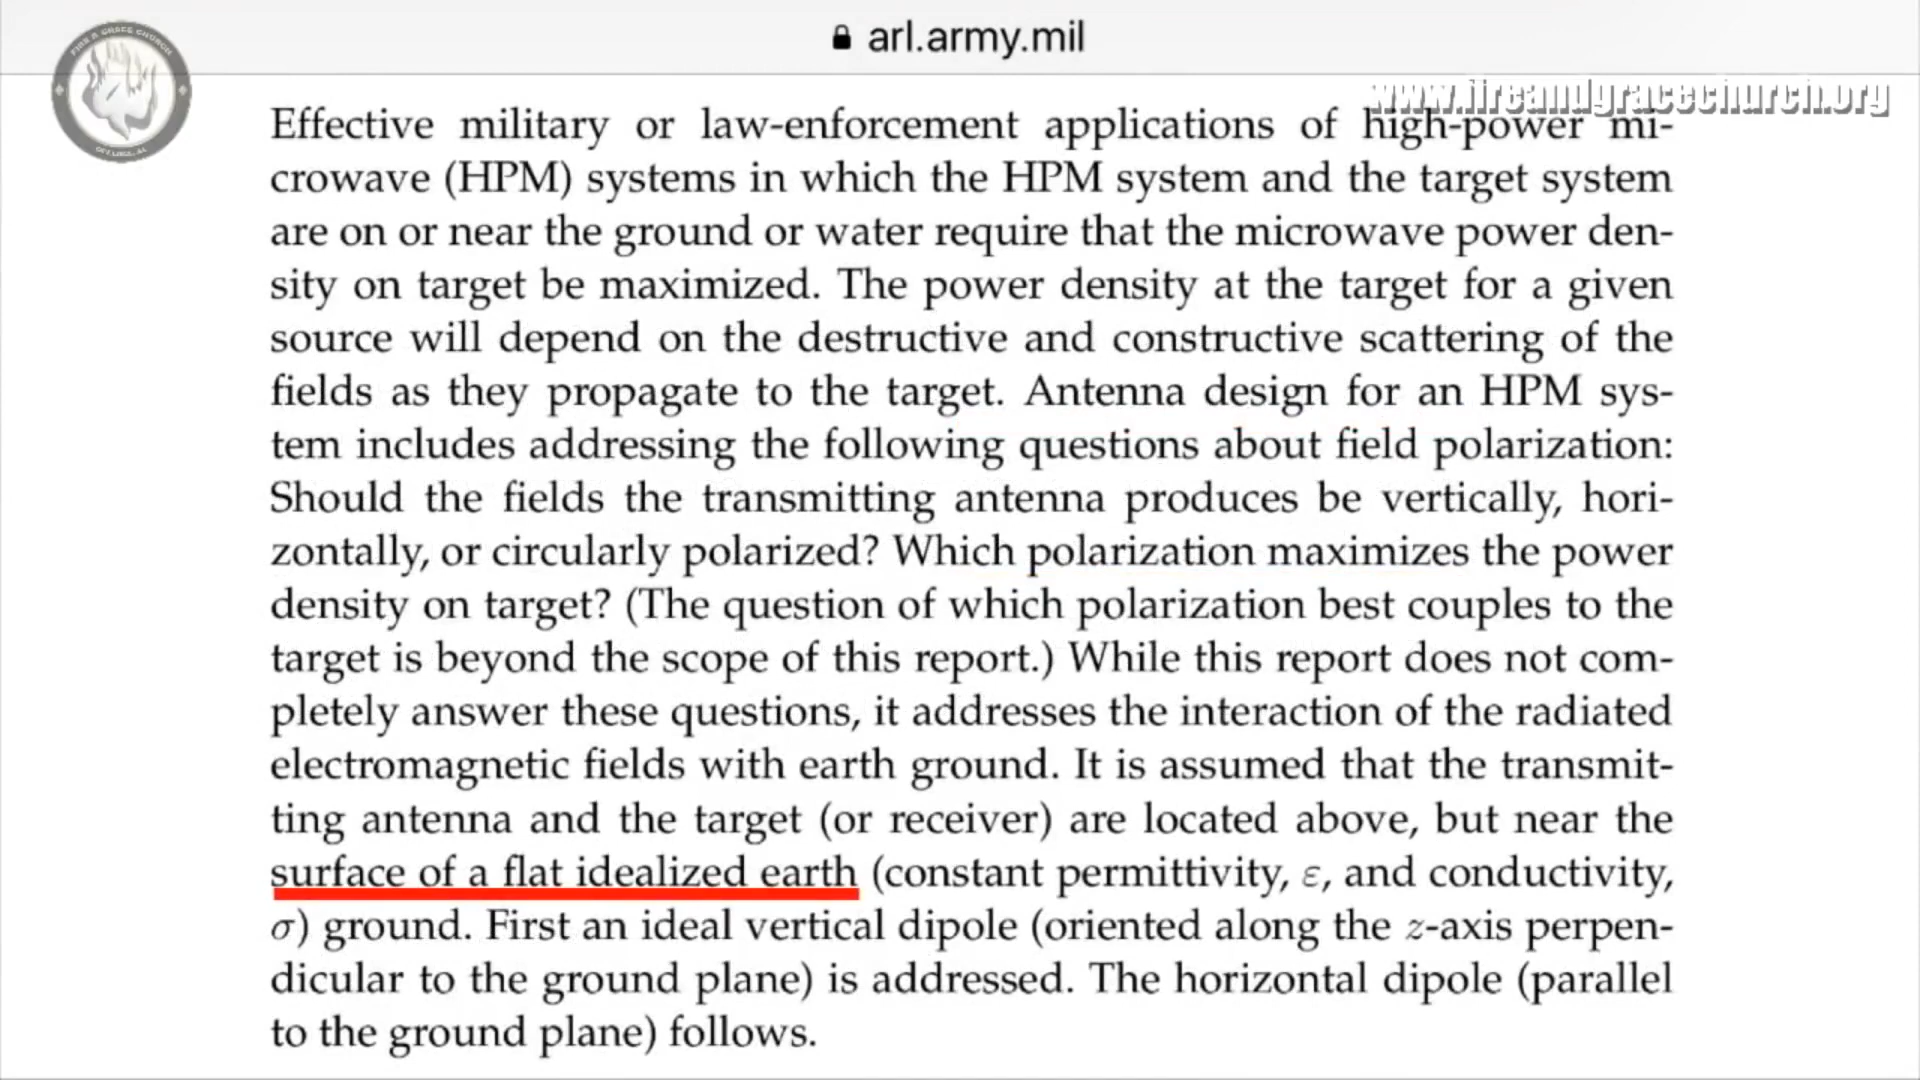 FIRE & GRACE CHURCH
arl.army.mil
www.fireandgracechurch.org
Effective military or law-enforcement applications of high-power mi-
crowave (HPM) systems in which the HPM system and the target system
are on or near the ground or water require that the microwave power den-
sity on target be maximized. The power density at the target for a given
source will depend on the destructive and constructive scattering of the
fields as they propagate to the target. Antenna design for an HPM sys-
tem includes addressing the following questions about field polarization:
Should the fields the transmitting antenna produces be vertically, hori-
zontally, or circularly polarized? Which polarization maximizes the power
density on target? (The question of which polarization best couples to the
target is beyond the scope of this report.) While this report does not com-
pletely answer these questions, it addresses the interaction of the radiated
electromagnetic fields with earth ground. It is assumed that the transmit-
ting antenna and the target (or receiver) are located above, but near the
surface of a flat idealized earth (constant permittivity, ε, and conductivity,
σ) ground. First an ideal vertical dipole (oriented along the z-axis perpen-
dicular to the ground plane) is addressed. The horizontal dipole (parallel
to the ground plane) follows.